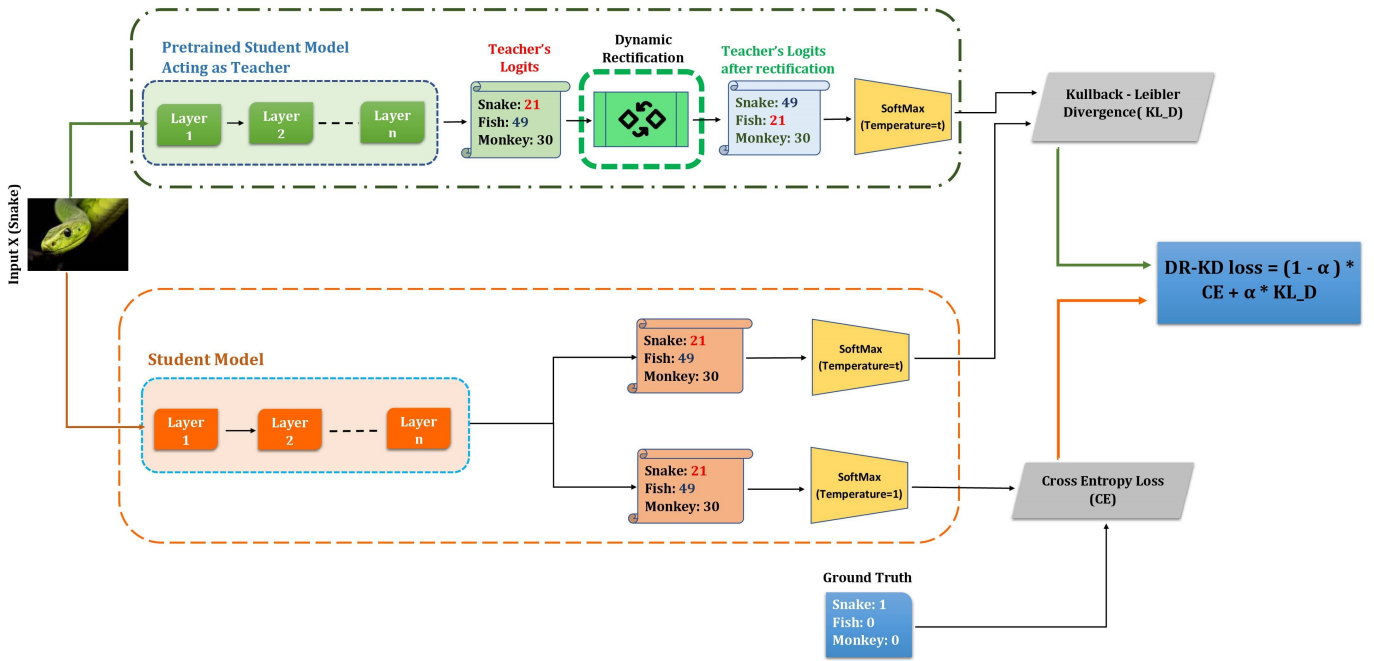 Pretrained Student Model
Acting as Teacher
Layer
1
Layer
2
Layer
n
Teacher's
Logits
Snake: 21
Fish: 49
Monkey: 30
Dynamic
Rectification
Teacher's Logits
after rectification
Snake: 49
Fish: 21
Monkey: 30
SoftMax
(Temperature=t)
Kullback - Leibler
Divergence( KL_D)
Input X (Snake)
DR-KD loss = (1 - α ) *
CE + α * KL_D
Student Model
Layer
1
Layer
2
Layer
n
Snake: 21
Fish: 49
Monkey: 30
SoftMax
(Temperature=t)
Snake: 21
Fish: 49
Monkey: 30
SoftMax
(Temperature=1)
Cross Entropy Loss
(CE)
Ground Truth
Snake: 1
Fish: 0
Monkey: 0